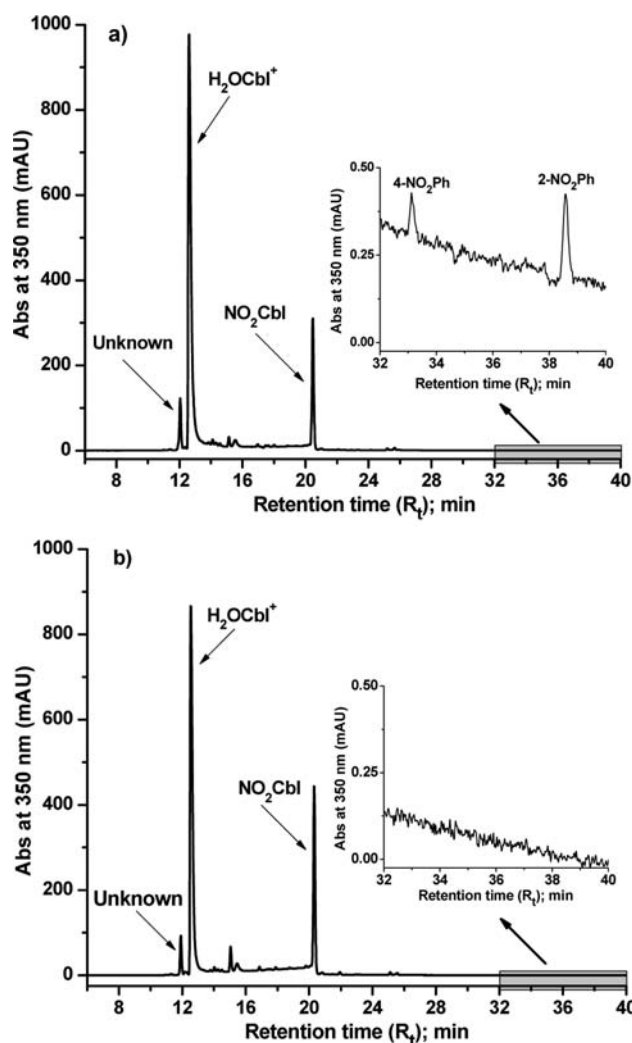 a)
1000
800
600
400
200
0
Abs at 350 nm (mAU)
H₂OCbl⁺
Unknown
NO₂Cbl
0.50
0.25
0.00
Abs at 350 nm (mAU)
4-NO₂Ph
2-NO₂Ph
32 34 36 38 40
Retention time (Rₜ); min
8 12 16 20 24 28 32 36 40
Retention time (Rₜ); min
b)
1000
800
600
400
200
0
Abs at 350 nm (mAU)
H₂OCbl⁺
Unknown
NO₂Cbl
0.50
0.25
0.00
Abs at 350 nm (mAU)
32 34 36 38 40
Retention time (Rₜ); min
8 12 16 20 24 28 32 36 40
Retention time (Rₜ); min